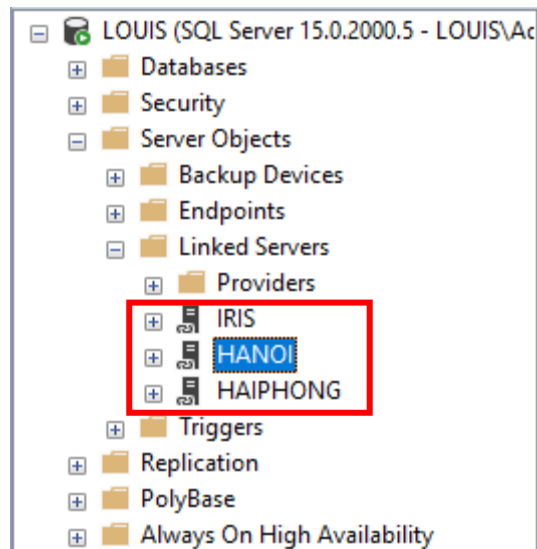 LOUIS (SQL Server 15.0.2000.5 - LOUIS\Ac
Databases
Security
Server Objects
Backup Devices
Endpoints
Linked Servers
Providers
IRIS
HANOI
HAIPHONG
Triggers
Replication
PolyBase
Always On High Availability